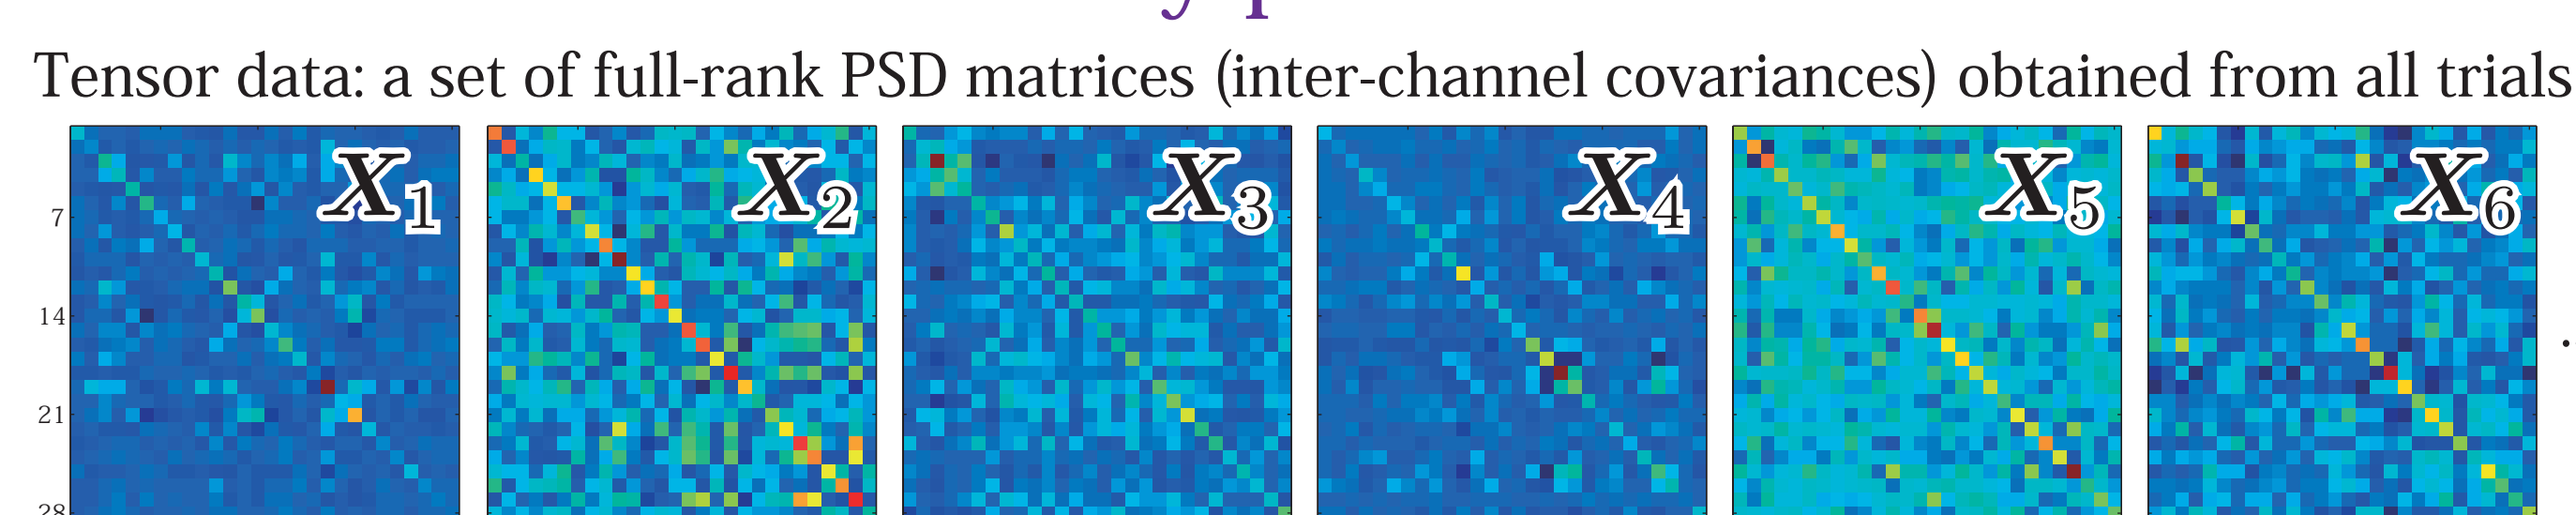 Tensor data: a set of full-rank PSD matrices (inter-channel covariances) obtained from all trials
X1 X2 X3 X4 X5 X6
7
14
21
28